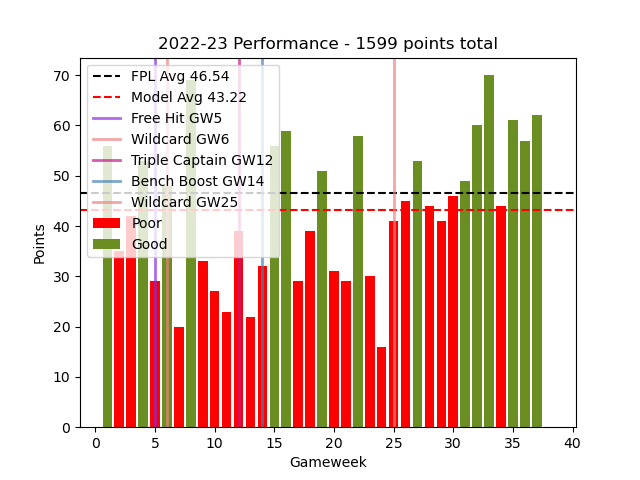 2022-23 Performance - 1599 points total
FPL Avg 46.54
Model Avg 43.22
Free Hit GW5
Wildcard GW6
Triple Captain GW12
Bench Boost GW14
Wildcard GW25
Poor
Good
Points
70
60
50
40
30
20
10
0
0 5 10 15 20 25 30 35 40
Gameweek